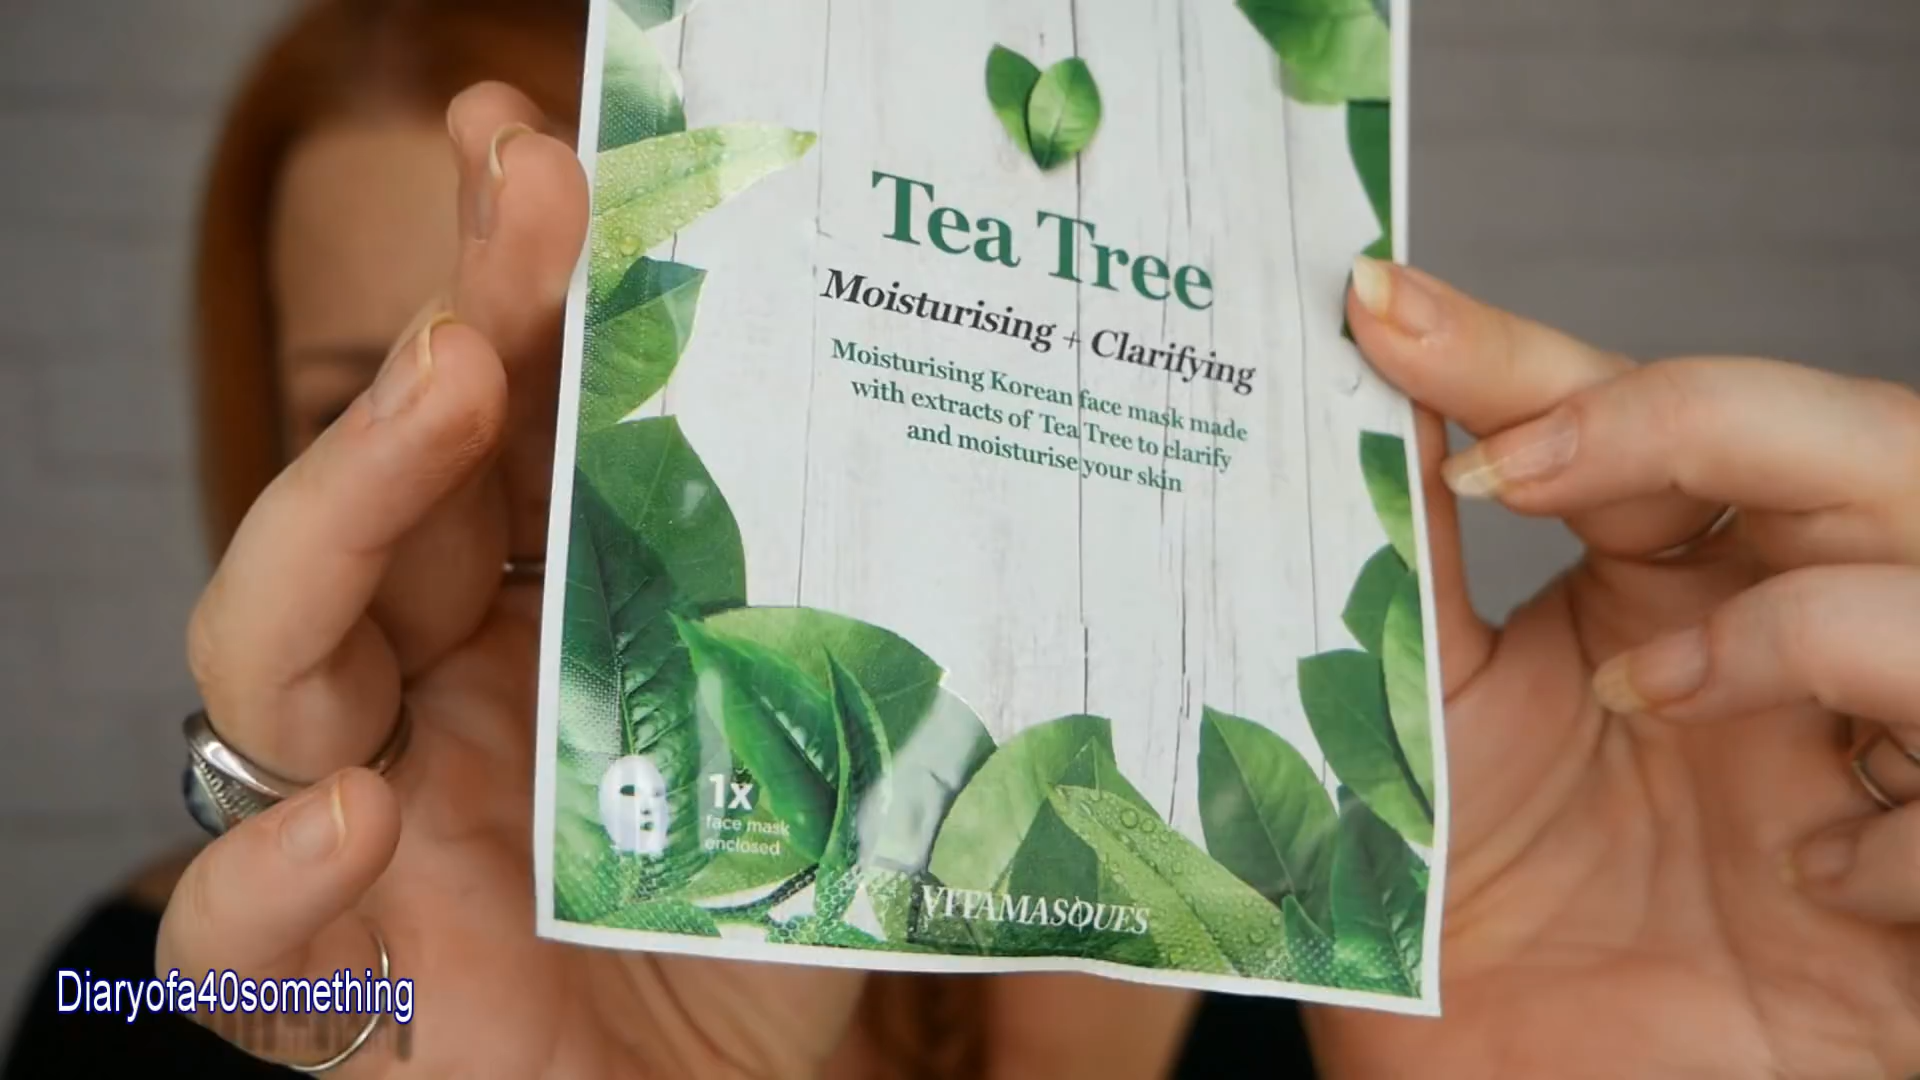 Tea Tree
Moisturising + Clarifying
Moisturising Korean face mask made
with extracts of Tea Tree to clarify
and moisturise your skin
1x
face mask
enclosed
VITAMASQUES
Diaryofa40something